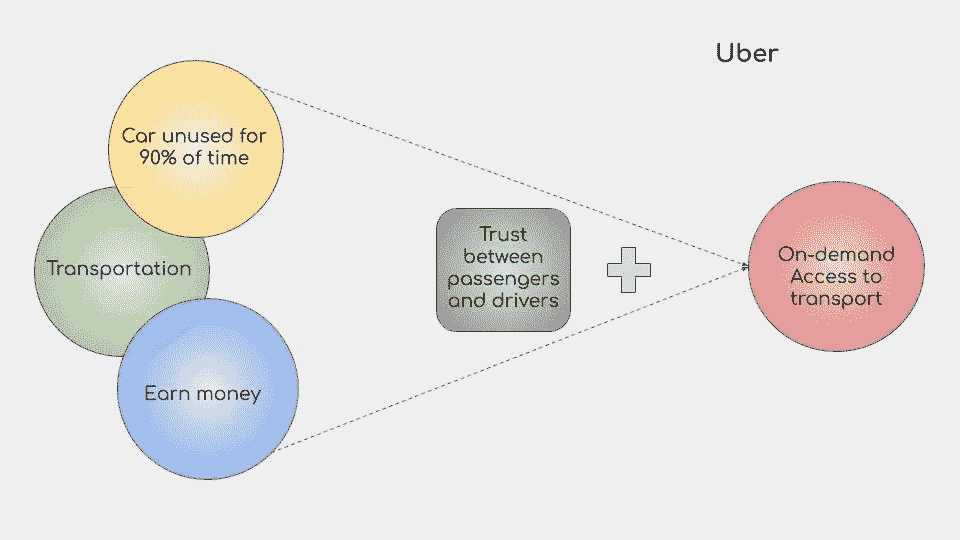 Uber
Car unused for
90% of time
Transportation
Earn money
Trust
between
passengers
and drivers
On-demand
Access to
transport